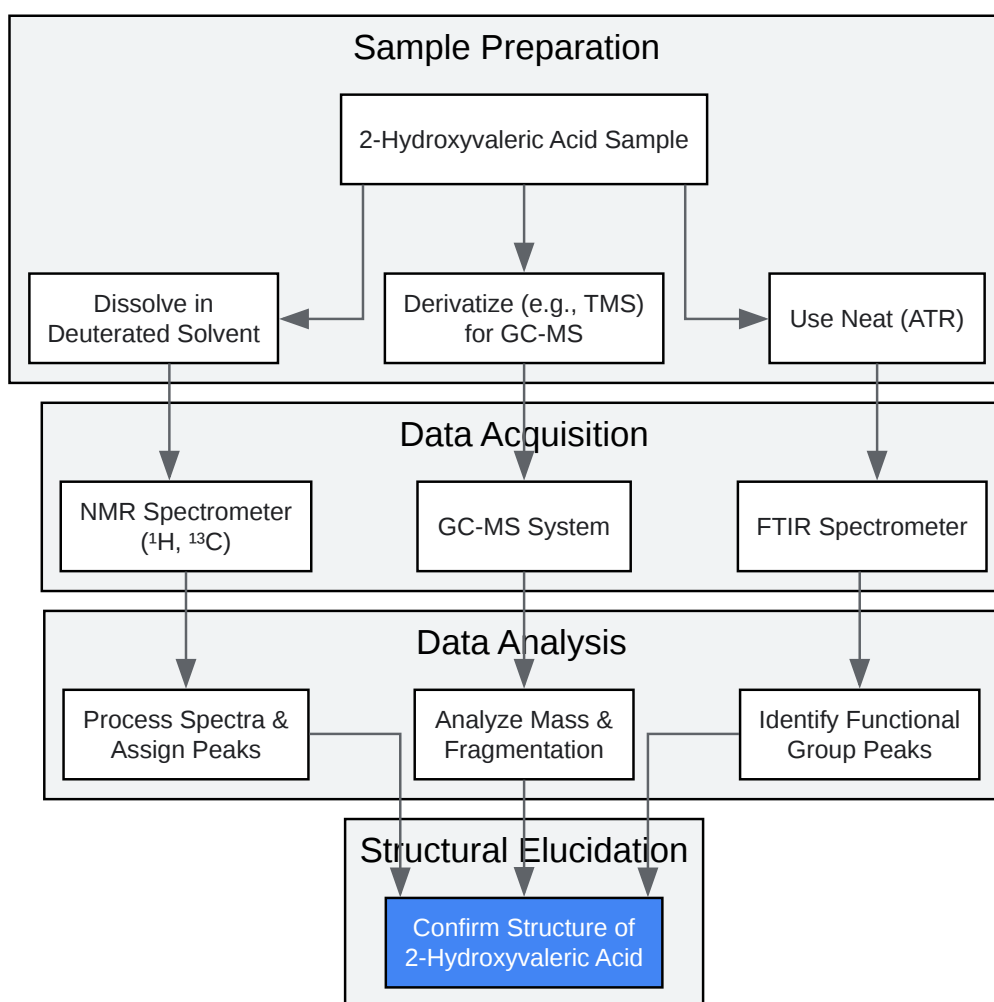 Sample Preparation
2-Hydroxyvaleric Acid Sample
Dissolve in
Deuterated Solvent
Derivatize (e.g., TMS)
for GC-MS
Use Neat (ATR)
Data Acquisition
NMR Spectrometer
(¹H, ¹³C)
GC-MS System
FTIR Spectrometer
Data Analysis
Process Spectra &
Assign Peaks
Analyze Mass &
Fragmentation
Identify Functional
Group Peaks
Structural Elucidation
Confirm Structure of
2-Hydroxyvaleric Acid